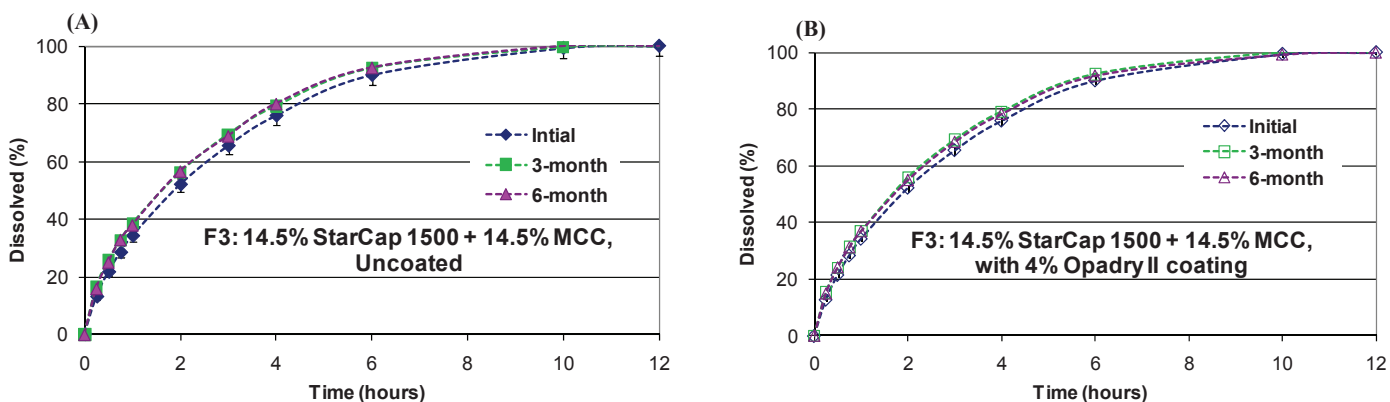 (A)
100
80
60
40
20
0
Dissolved (%)
Intial
3-month
6-month
F3: 14.5% StarCap 1500 + 14.5% MCC,
Uncoated
0 2 4 6 8 10 12
Time (hours)
(B)
100
80
60
40
20
0
Dissolved (%)
Initial
3-month
6-month
F3: 14.5% StarCap 1500 + 14.5% MCC,
with 4% Opadry II coating
0 2 4 6 8 10 12
Time (hours)